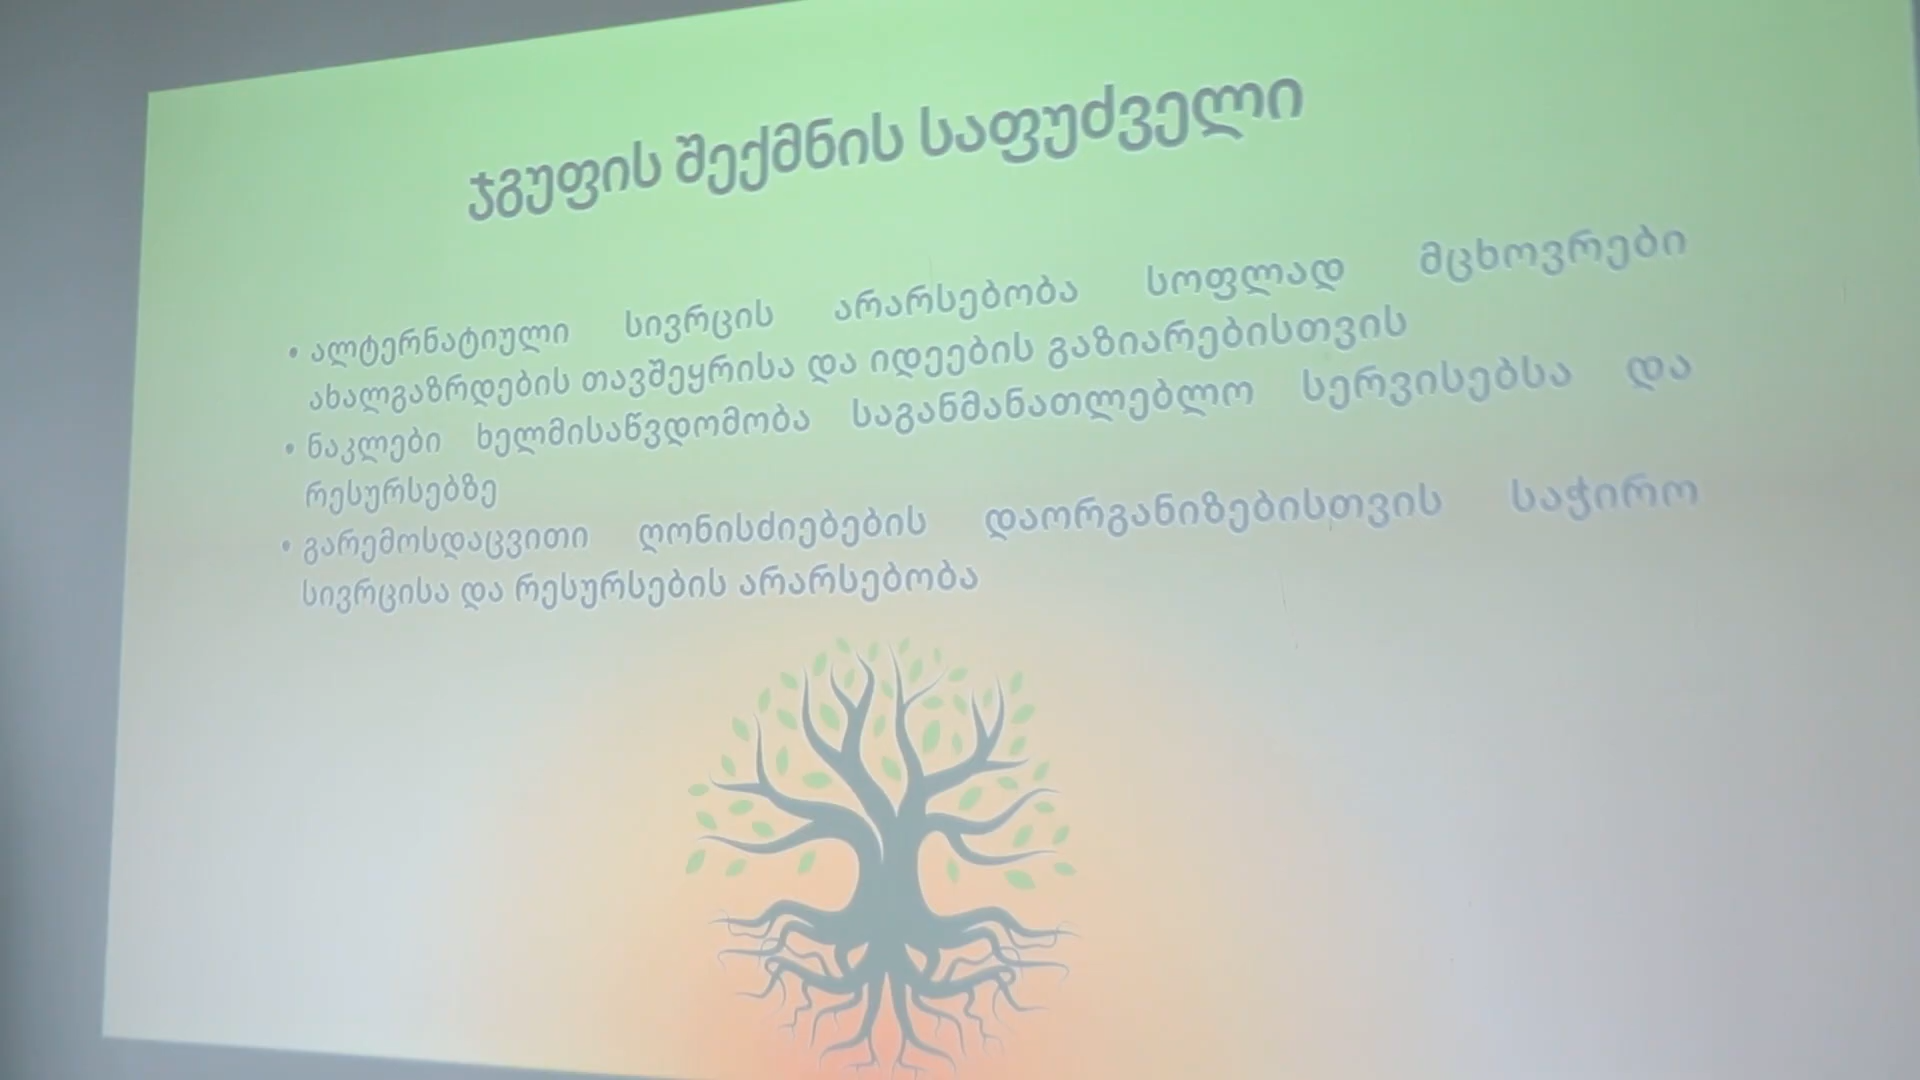 ჯგუფის შექმნის საფუძველი
• ალტერნატიული სივრცის არარსებობა სოფლად მცხოვრები
ახალგაზრდების თავშეყრისა და იდეების გაზიარებისთვის
• ნაკლები ხელმისაწვდომობა საგანმანათლებლო სერვისებსა და
რესურსებზე
• გარემოსდაცვითი ღონისძიებების დაორგანიზებისთვის საჭირო
სივრცისა და რესურსების არარსებობა